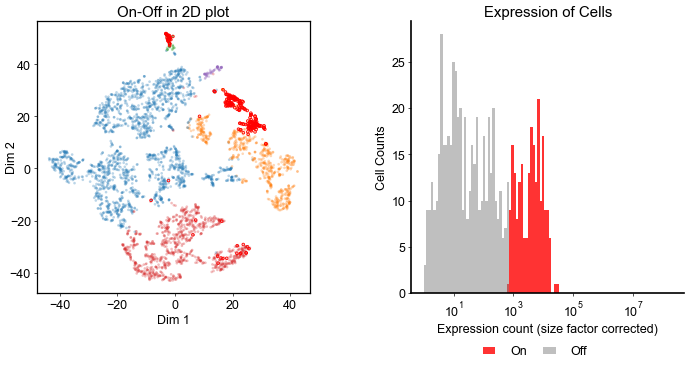 On-Off in 2D plot
Dim 2
40
20
0
−20
−40
−40 −20 0 20 40
Dim 1
Expression of Cells
Cell Counts
25
20
15
10
5
0
10^1 10^3 10^5 10^7
Expression count (size factor corrected)
On Off